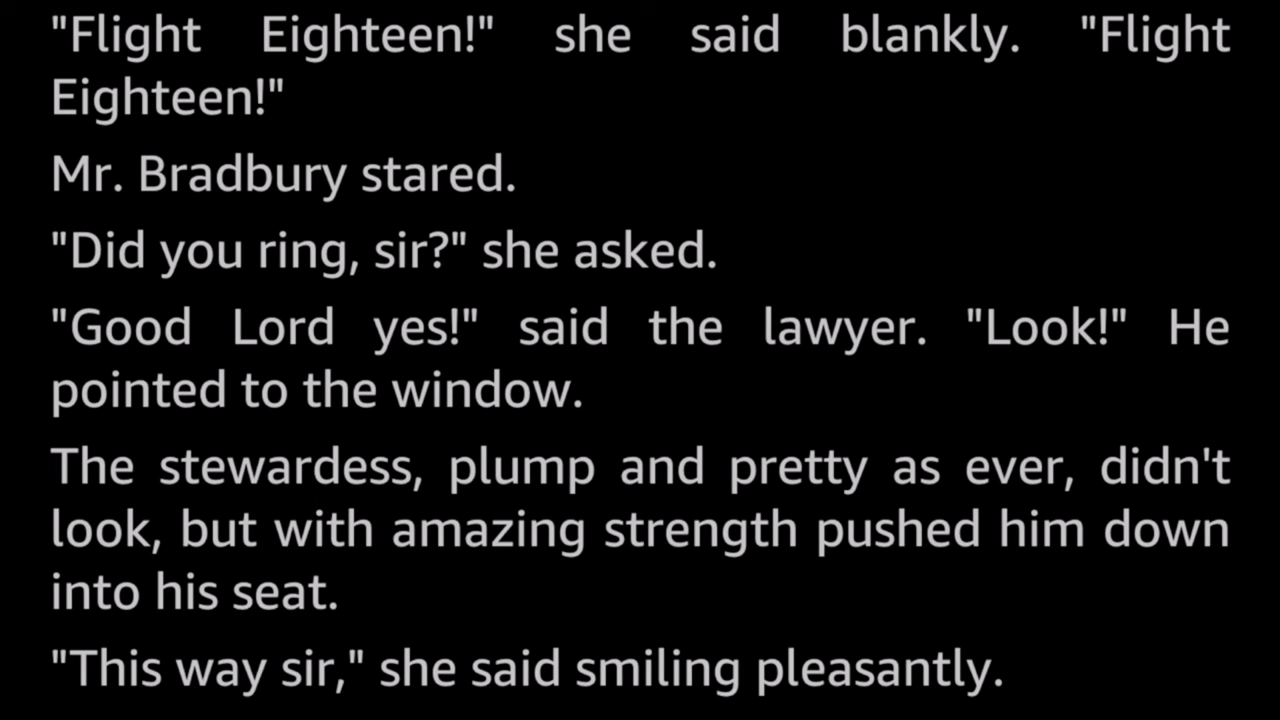 "Flight Eighteen!" she said blankly. "Flight
Eighteen!"
Mr. Bradbury stared.
"Did you ring, sir?" she asked.
"Good Lord yes!" said the lawyer. "Look!" He
pointed to the window.
The stewardess, plump and pretty as ever, didn't
look, but with amazing strength pushed him down
into his seat.
"This way sir," she said smiling pleasantly.